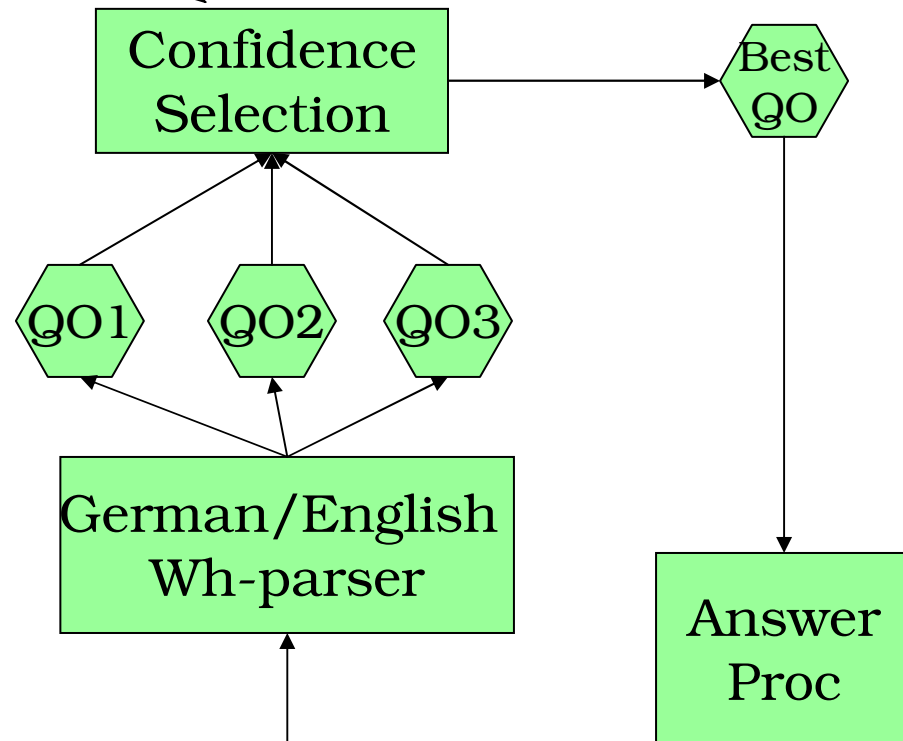 Confidence
Selection
Best
QO
QO1
QO2
QO3
German/English
Wh-parser
Answer
Proc